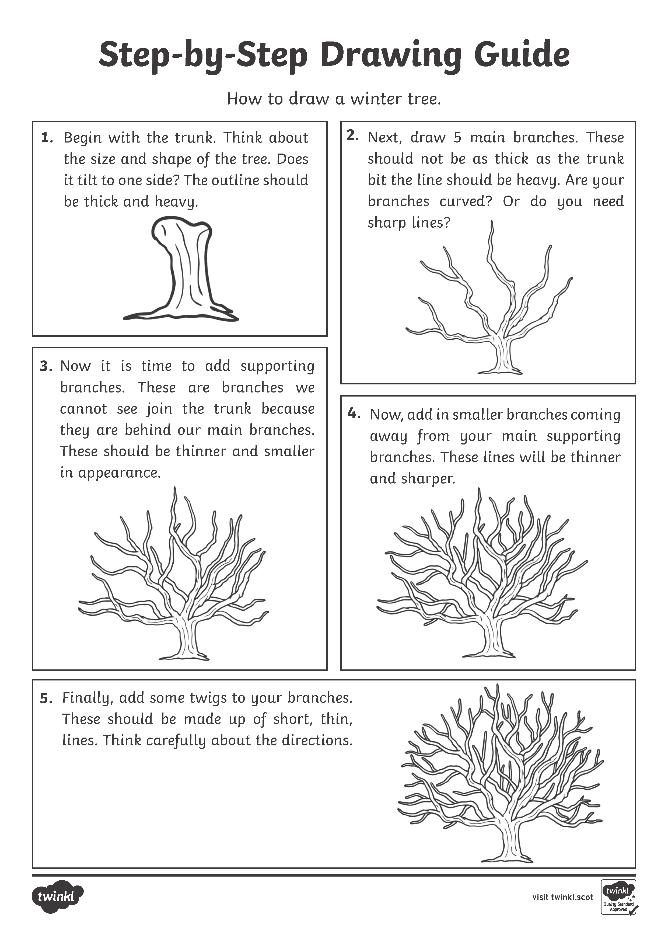 Step-by-Step Drawing Guide
How to draw a winter tree.
1. Begin with the trunk. Think about
the size and shape of the tree. Does
it tilt to one side? The outline should
be thick and heavy.
2. Next, draw 5 main branches. These
should not be as thick as the trunk
bit the line should be heavy. Are your
branches curved? Or do you need
sharp lines?
3. Now it is time to add supporting
branches. These are branches we
cannot see join the trunk because
they are behind our main branches.
These should be thinner and smaller
in appearance.
4. Now, add in smaller branches coming
away from your main supporting
branches. These lines will be thinner
and sharper.
5. Finally, add some twigs to your branches.
These should be made up of short, thin,
lines. Think carefully about the directions.
twinkl
visit twinkl.scot
twinkl
Quality Standard
Approved